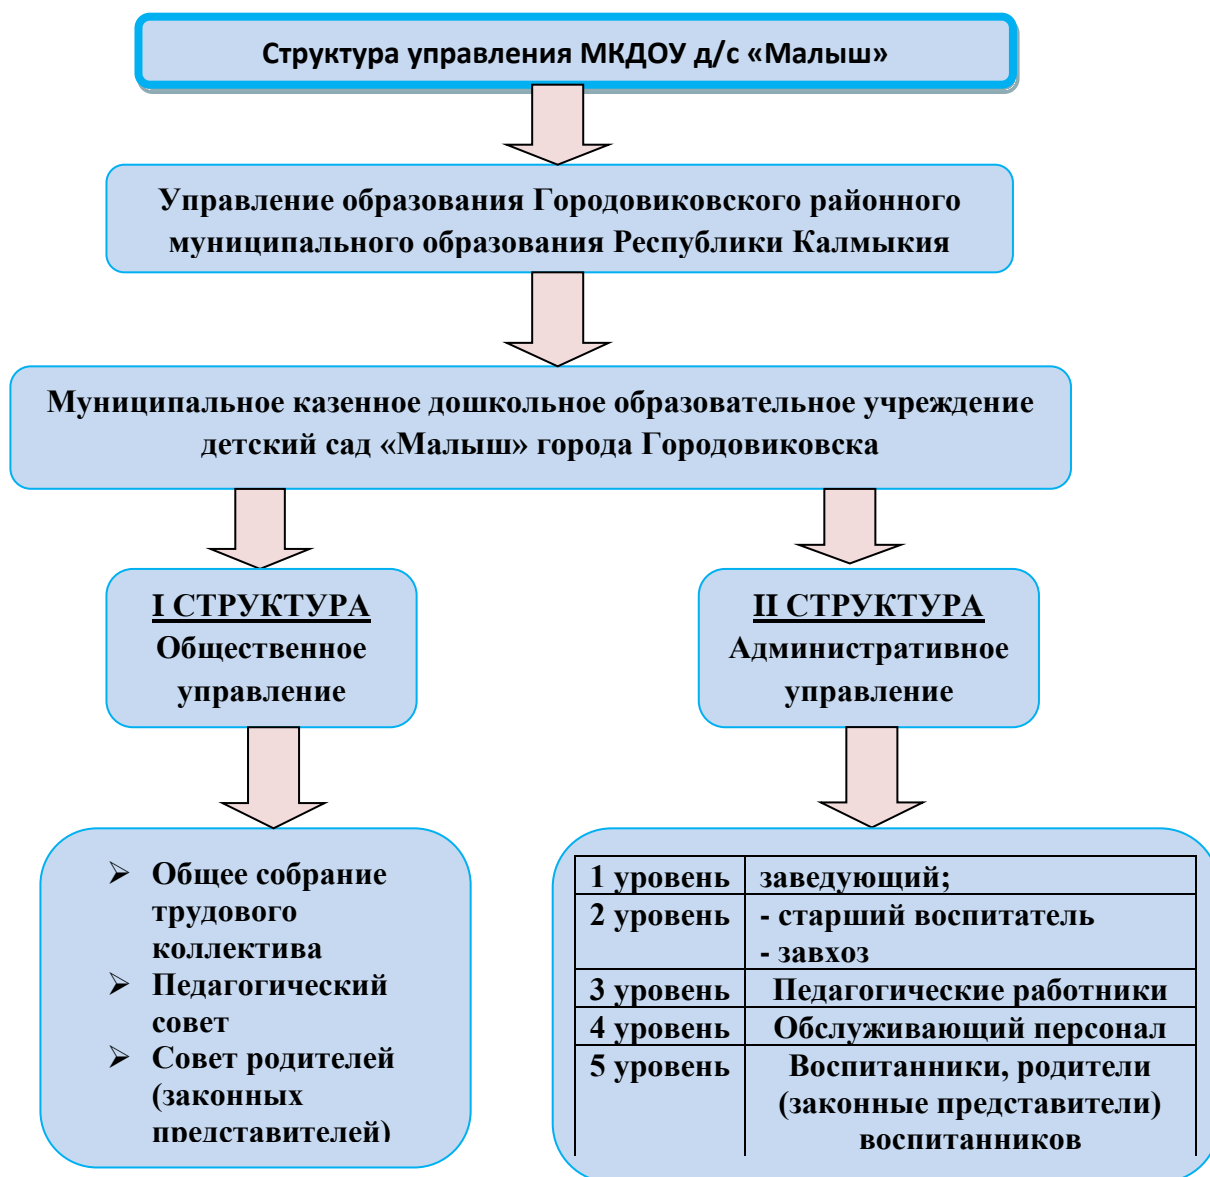 Структура управления МКДОУ д/с «Малыш»
Управление образования Городовиковского районного
муниципального образования Республики Калмыкия
Муниципальное казенное дошкольное образовательное учреждение
детский сад «Малыш» города Городовиковска
I СТРУКТУРА
Общественное
управление
II СТРУКТУРА
Административное
управление
➢ Общее собрание
трудового
коллектива
➢ Педагогический
совет
➢ Совет родителей
(законных
представителей)
1 уровень заведующий;
2 уровень - старший воспитатель
- завхоз
3 уровень Педагогические работники
4 уровень Обслуживающий персонал
5 уровень Воспитанники, родители
(законные представители)
воспитанников